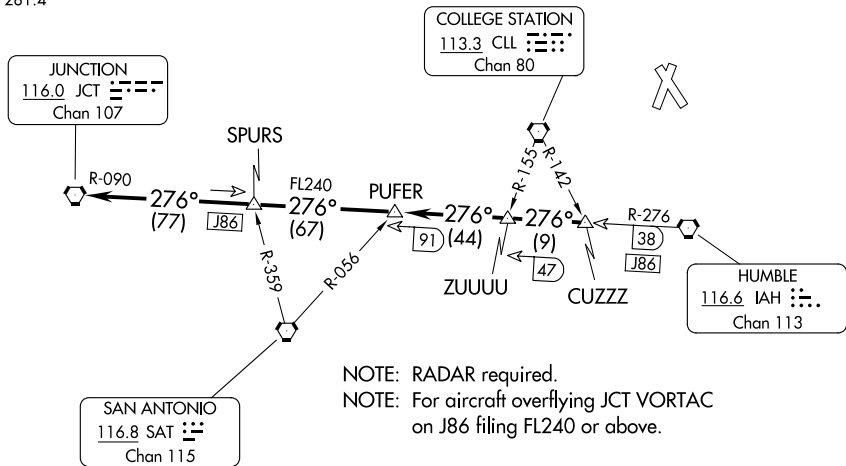 281.4
COLLEGE STATION
113.3 CLL
Chan 80
JUNCTION
116.0 JCT
Chan 107
SPURS
R-090
276°
(77)
J86
FL240
276°
(67)
PUFER
91
276°
(44)
R-155
R-142
276°
(9)
ZUUUU
47
CUZZZ
R-276
38
J86
HUMBLE
116.6 IAH
Chan 113
R-359
R-056
SAN ANTONIO
116.8 SAT
Chan 115
NOTE: RADAR required.
NOTE: For aircraft overflying JCT VORTAC
on J86 filing FL240 or above.